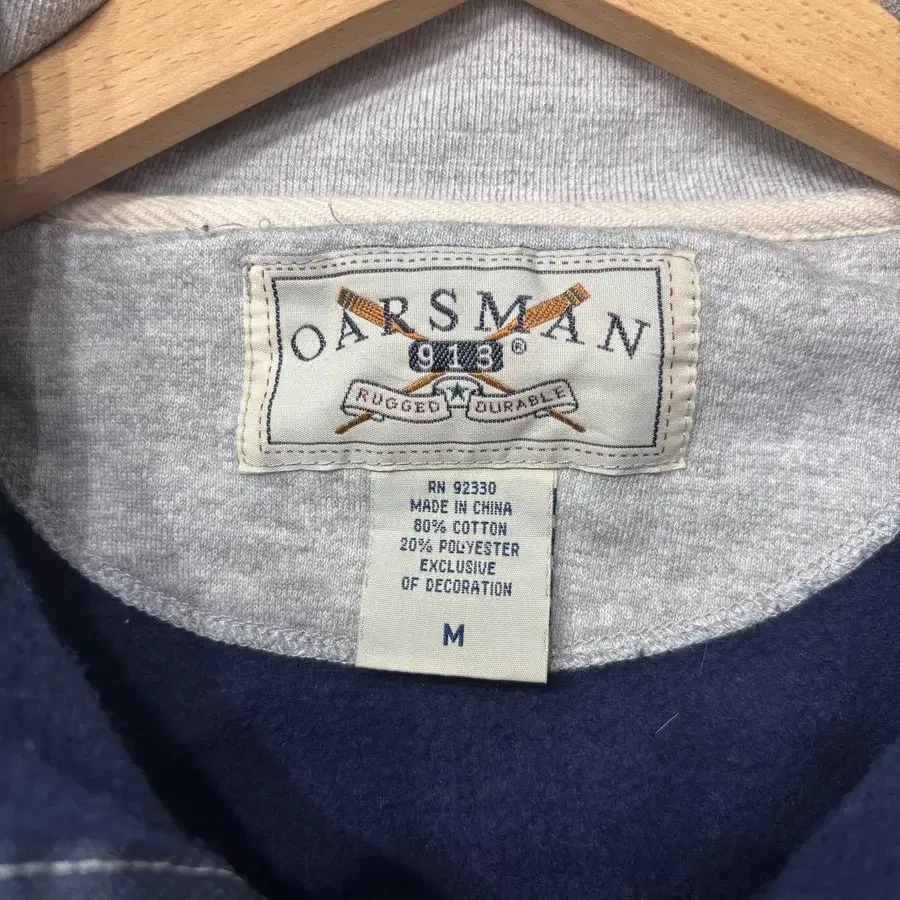 OARSMAN
913®
RUGGED DURABLE
RN 92330
MADE IN CHINA
80% COTTON
20% POLYESTER
EXCLUSIVE
OF DECORATION
M